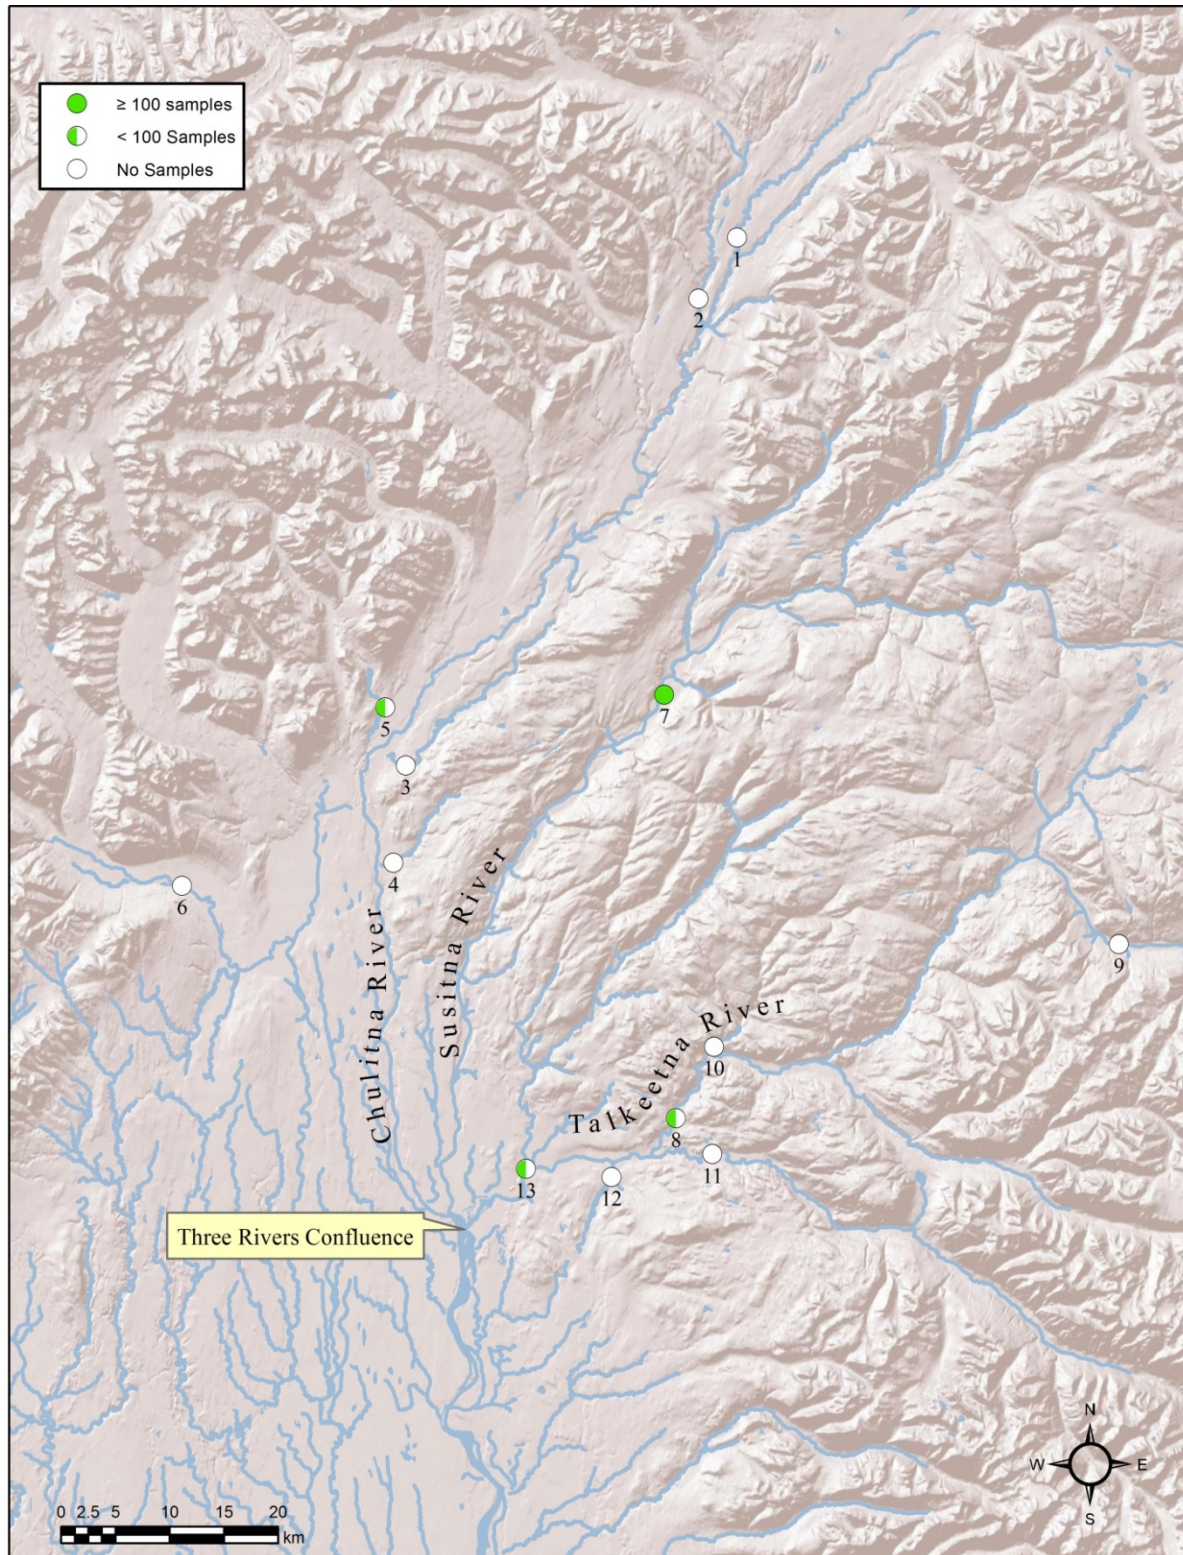 ≥ 100 samples
< 100 Samples
No Samples
1
2
5
7
3
4
6
9
Chulitna River
Susitna River
Talkeetna River
10
8
11
13
12
Three Rivers Confluence
N
W E
S
0 2.5 5 10 15 20
km